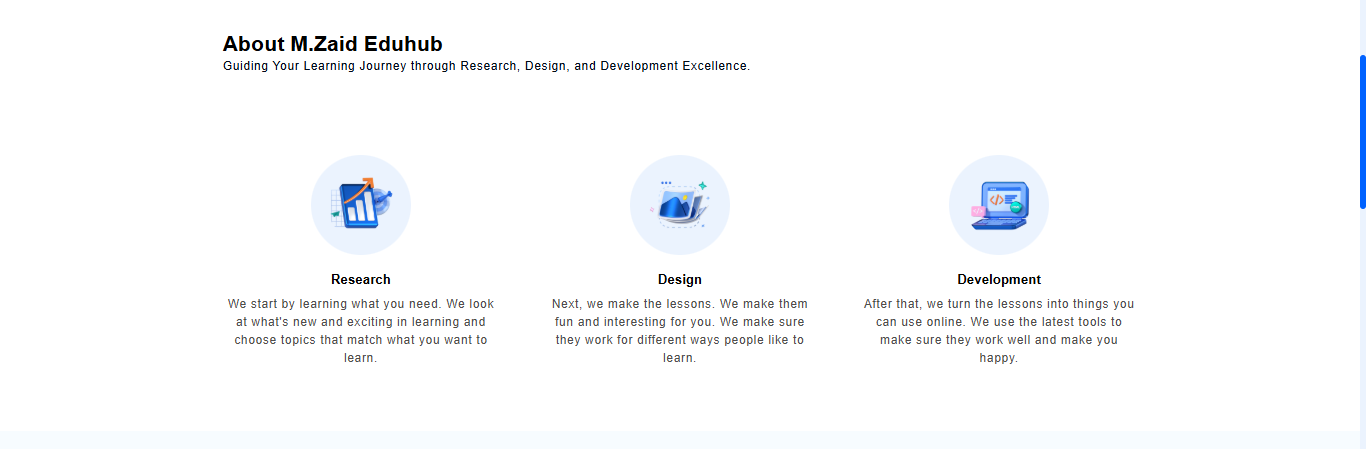 About M.Zaid Eduhub
Guiding Your Learning Journey through Research, Design, and Development Excellence.
Research
We start by learning what you need. We look
at what's new and exciting in learning and
choose topics that match what you want to
learn.
Design
Next, we make the lessons. We make them
fun and interesting for you. We make sure
they work for different ways people like to
learn.
Development
After that, we turn the lessons into things you
can use online. We use the latest tools to
make sure they work well and make you
happy.